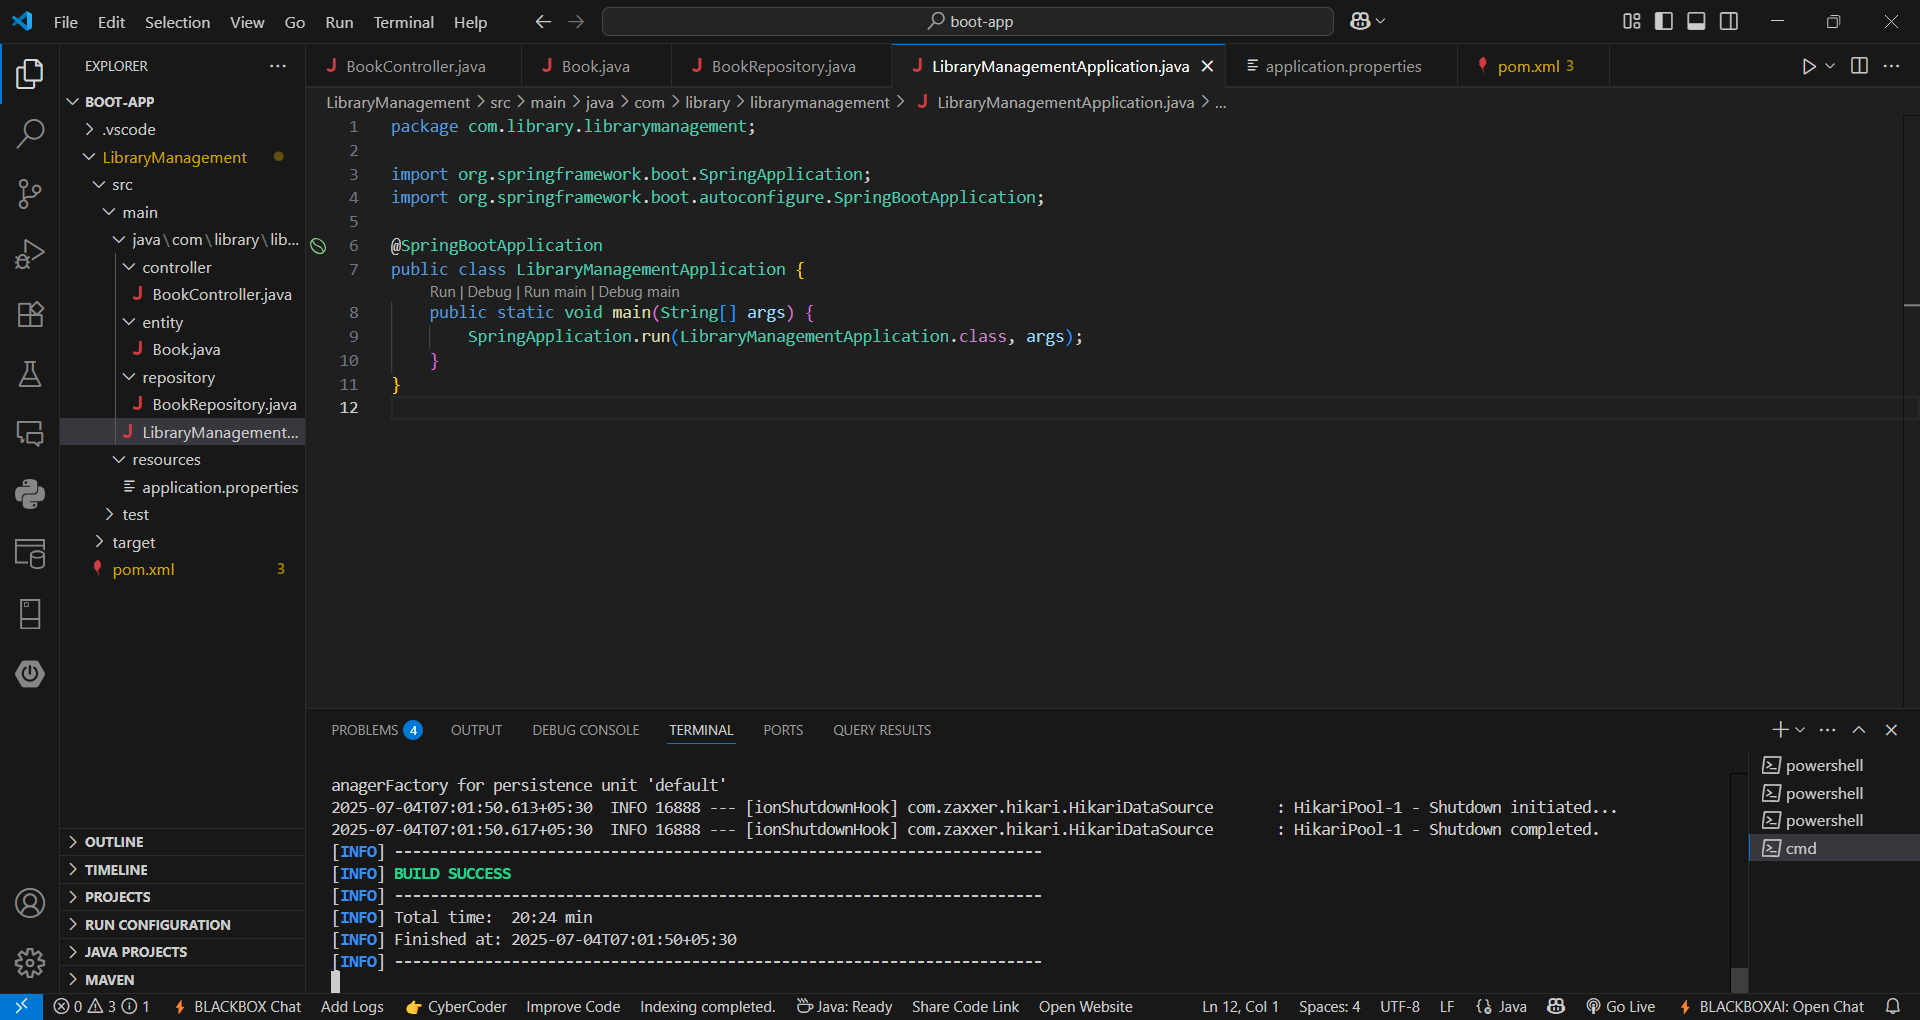 File Edit Selection View Go Run Terminal Help
boot-app
EXPLORER
BOOT-APP
.vscode
LibraryManagement
src
main
java\com\library\lib...
controller
BookController.java
entity
Book.java
repository
BookRepository.java
LibraryManagement...
resources
application.properties
test
target
pom.xml 3
OUTLINE
TIMELINE
PROJECTS
RUN CONFIGURATION
JAVA PROJECTS
MAVEN
BookController.java Book.java BookRepository.java LibraryManagementApplication.java application.properties pom.xml 3
LibraryManagement > src > main > java > com > library > librarymanagement > LibraryManagementApplication.java > ...
1 package com.library.librarymanagement;
2
3 import org.springframework.boot.SpringApplication;
4 import org.springframework.boot.autoconfigure.SpringBootApplication;
5
6 @SpringBootApplication
7 public class LibraryManagementApplication {
Run | Debug | Run main | Debug main
8 public static void main(String[] args) {
9 SpringApplication.run(LibraryManagementApplication.class, args);
10 }
11 }
12
PROBLEMS 4 OUTPUT DEBUG CONSOLE TERMINAL PORTS QUERY RESULTS
anagerFactory for persistence unit 'default'
2025-07-04T07:01:50.613+05:30 INFO 16888 --- [ionShutdownHook] com.zaxxer.hikari.HikariDataSource : HikariPool-1 - Shutdown initiated...
2025-07-04T07:01:50.617+05:30 INFO 16888 --- [ionShutdownHook] com.zaxxer.hikari.HikariDataSource : HikariPool-1 - Shutdown completed.
[INFO] ------------------------------------------------------------------------
[INFO] BUILD SUCCESS
[INFO] ------------------------------------------------------------------------
[INFO] Total time: 20:24 min
[INFO] Finished at: 2025-07-04T07:01:50+05:30
[INFO] ------------------------------------------------------------------------
powershell
powershell
powershell
cmd
0 3 1 BLACKBOX Chat Add Logs CyberCoder Improve Code Indexing completed. Java: Ready Share Code Link Open Website Ln 12, Col 1 Spaces: 4 UTF-8 LF {} Java Go Live BLACKBOXAI: Open Chat